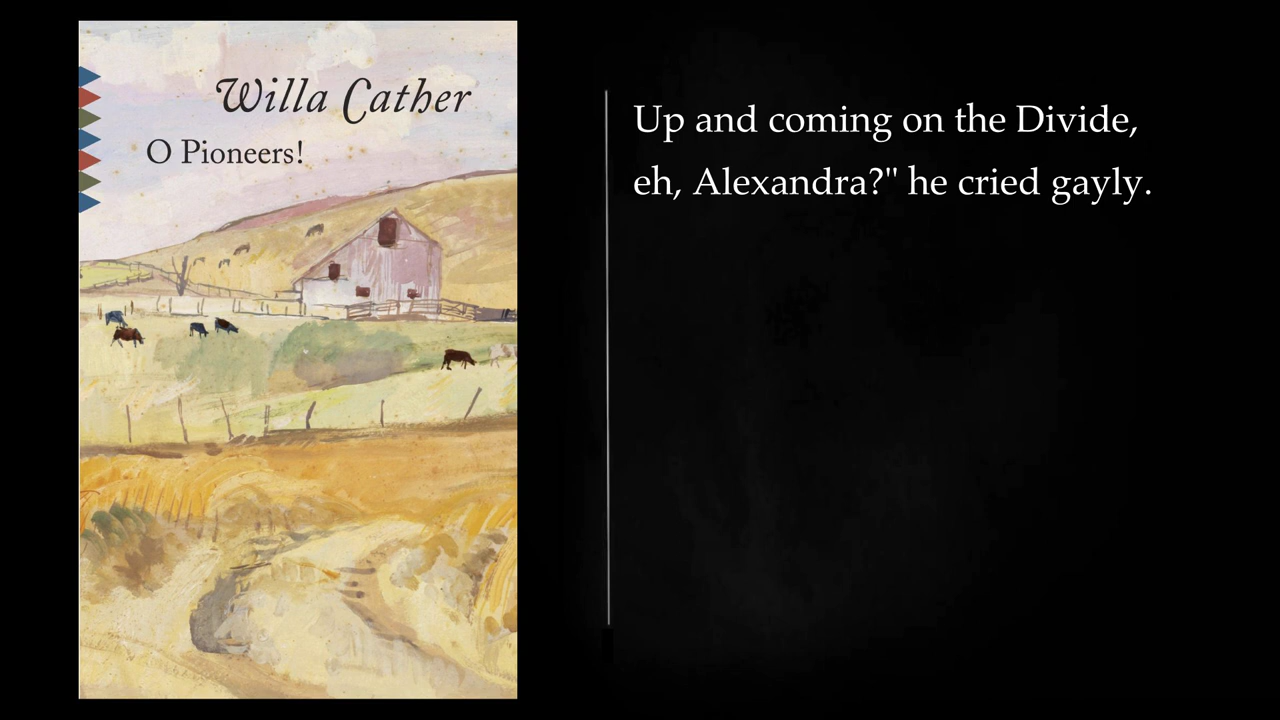 Willa Cather
O Pioneers!
Up and coming on the Divide,
eh, Alexandra?" he cried gayly.